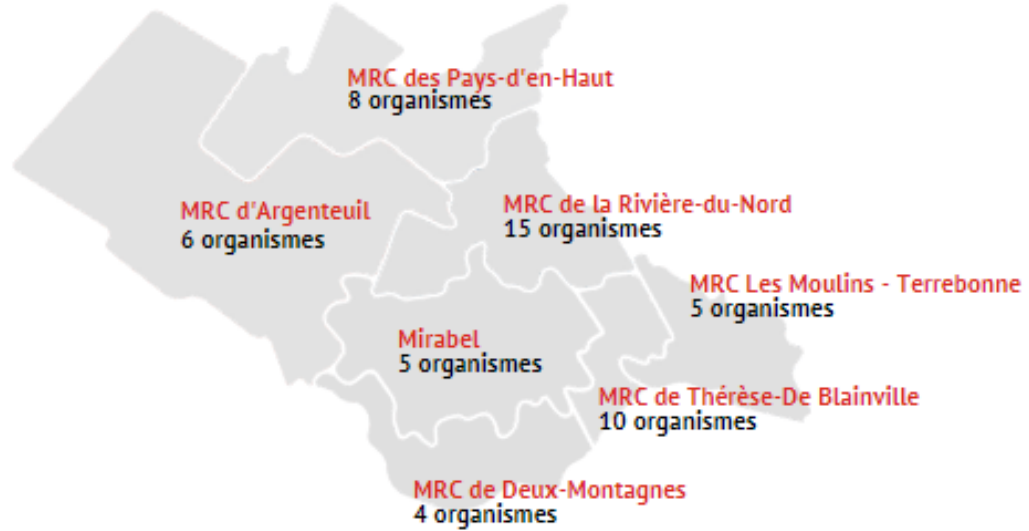 MRC des Pays-d'en-Haut
8 organismes
MRC d'Argenteuil
6 organismes
MRC de la Rivière-du-Nord
15 organismes
MRC Les Moulins - Terrebonne
5 organismes
Mirabel
5 organismes
MRC de Thérèse-De Blainville
10 organismes
MRC de Deux-Montagnes
4 organismes